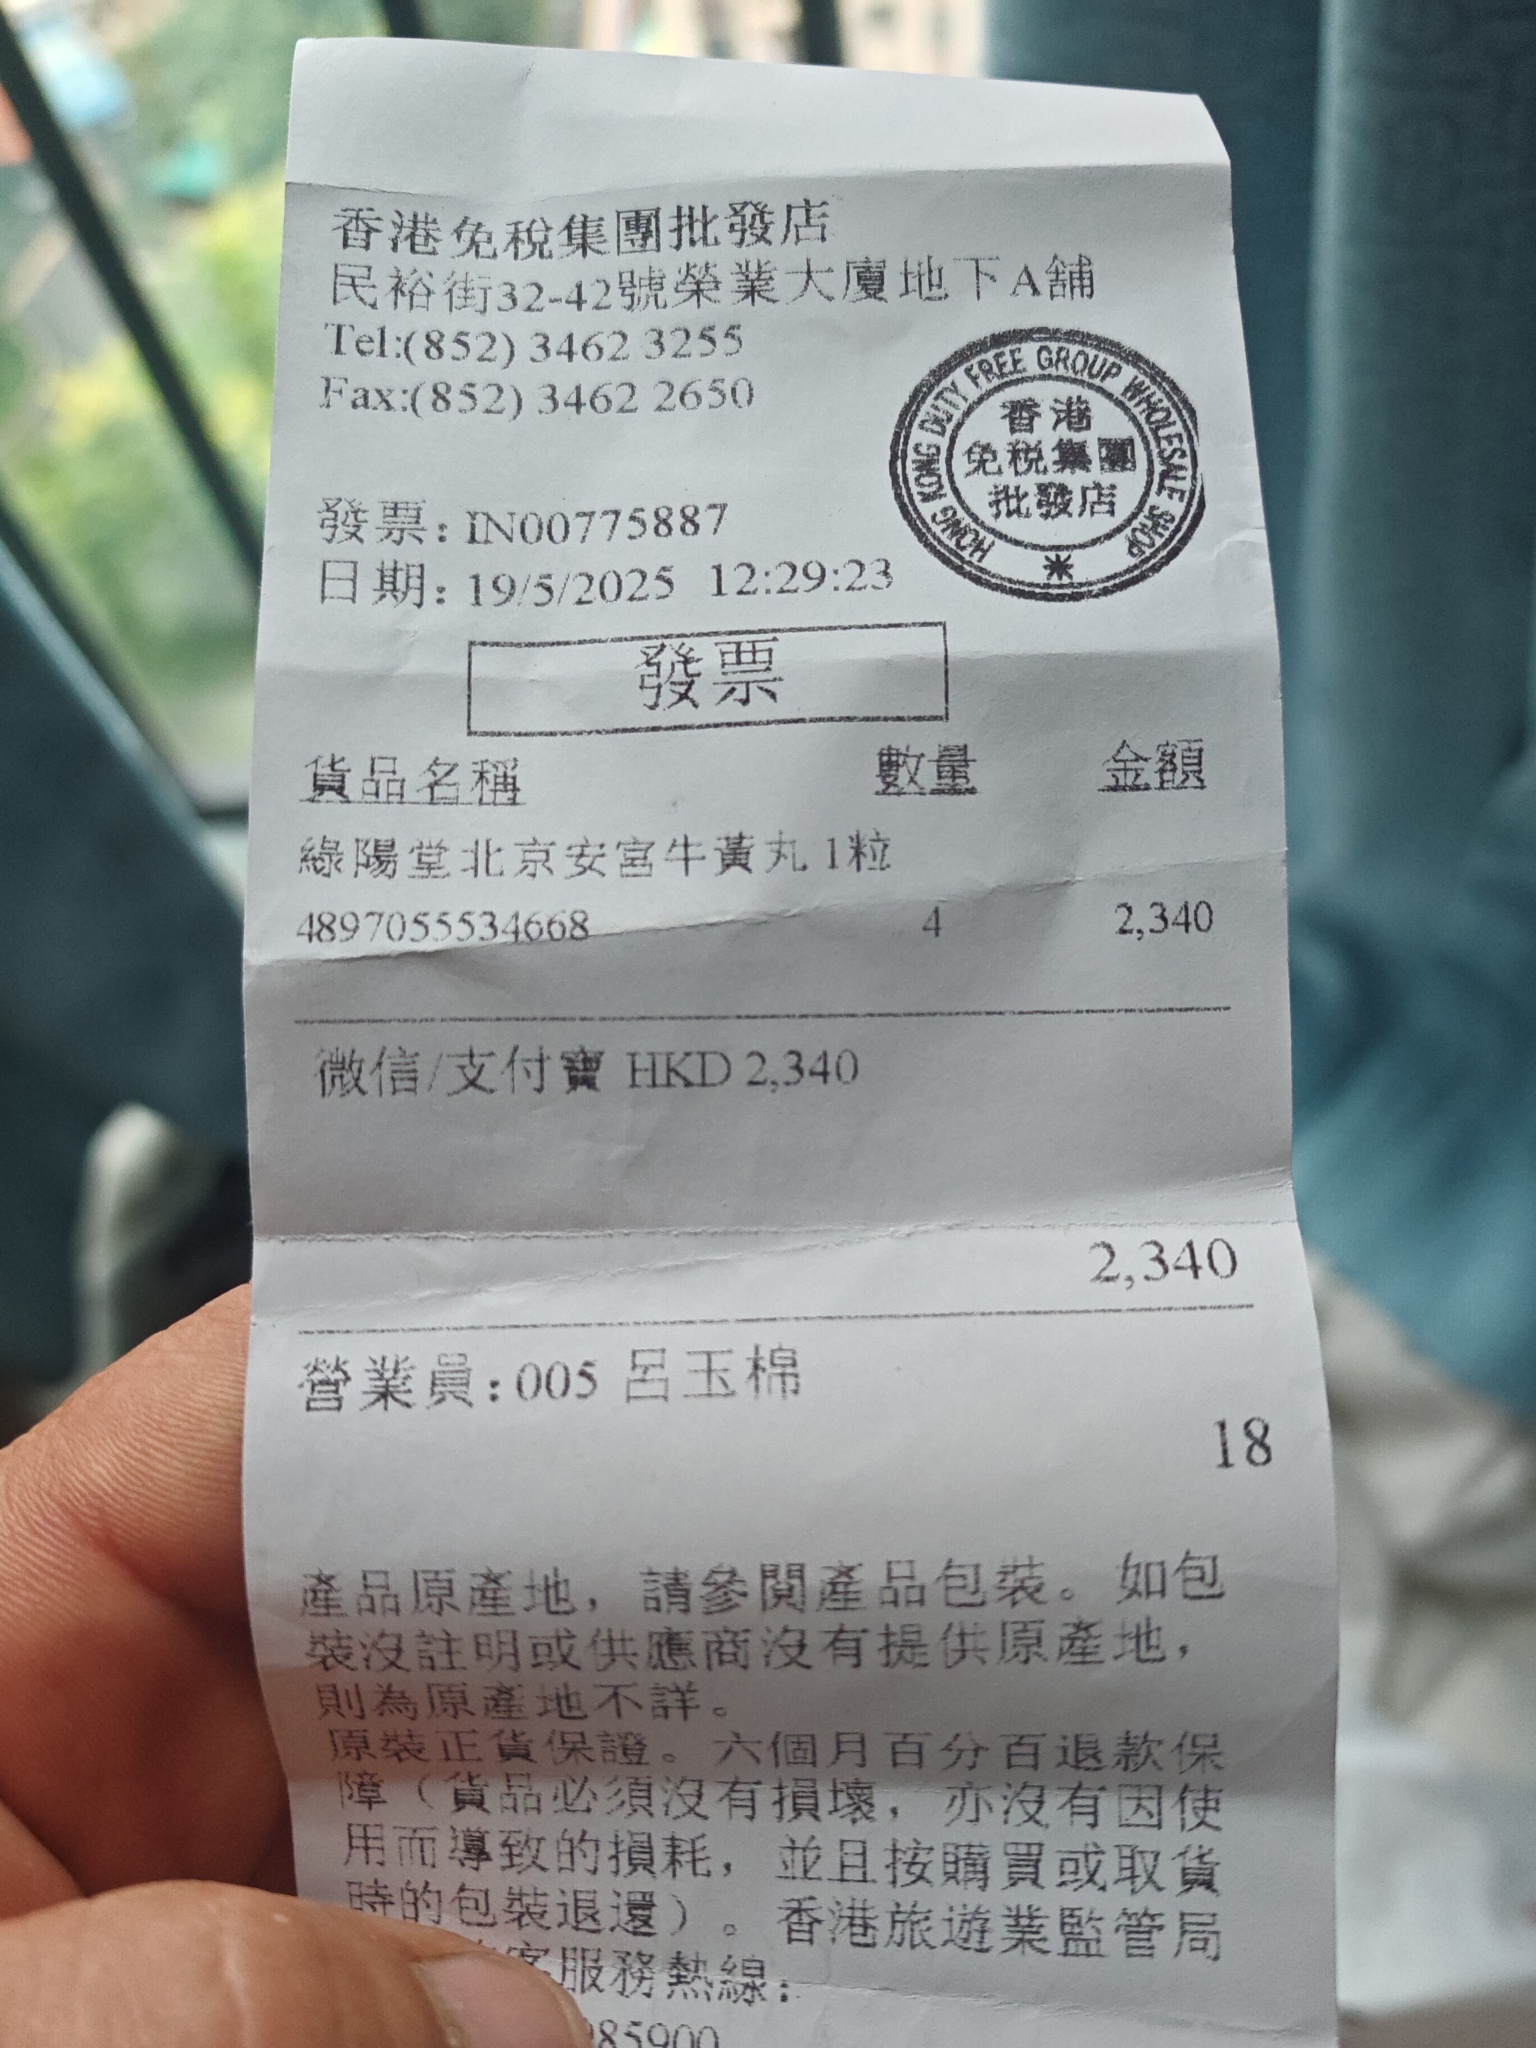 香港免稅集團批發店
民裕街32-42號榮業大廈地下A舖
Tel:(852) 3462 3255
Fax:(852) 3462 2650
HONG KONG DUTY FREE GROUP WHOLESALE SHOP
香港
免稅集團
批發店
發票: IN00775887
日期: 19/5/2025 12:29:23
發票
貨品名稱 數量 金額
綠陽堂北京安宮牛黃丸 1粒
4897055534668 4 2,340
微信/支付寶 HKD 2,340
2,340
營業員: 005 呂玉棉
18
產品原產地，請參閱產品包裝。如包
裝沒註明或供應商沒有提供原產地，
則為原產地不詳。
原裝正貨保證。六個月百分百退款保
障（貨品必須沒有損壞，亦沒有因使
用而導致的損耗，並且按購買或取貨
時的包裝退還）。香港旅遊業監管局
客服務熱線:
985900